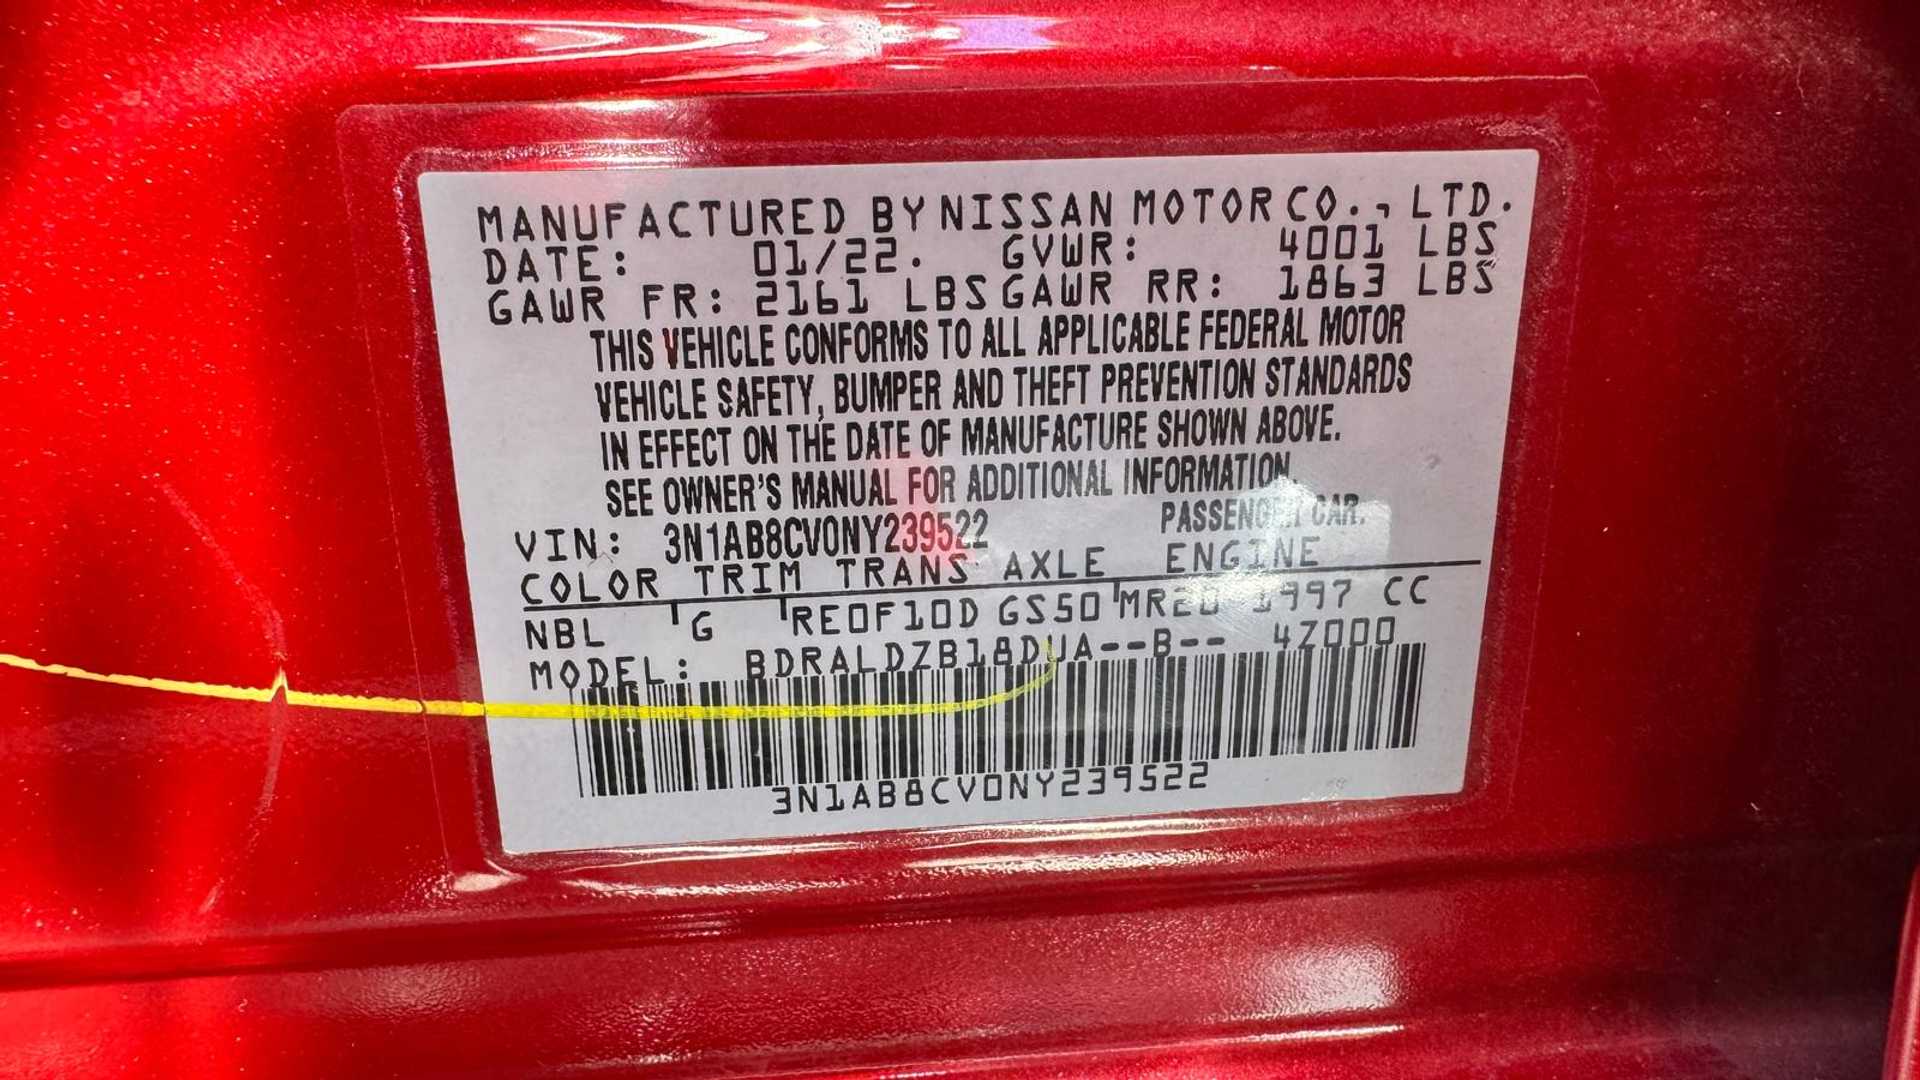 MANUFACTURED BY NISSAN MOTOR CO., LTD.
DATE: 01/22. GVWR: 4001 LBS
GAWR FR: 2161 LBS GAWR RR: 1863 LBS
THIS VEHICLE CONFORMS TO ALL APPLICABLE FEDERAL MOTOR
VEHICLE SAFETY, BUMPER AND THEFT PREVENTION STANDARDS
IN EFFECT ON THE DATE OF MANUFACTURE SHOWN ABOVE.
SEE OWNER'S MANUAL FOR ADDITIONAL INFORMATION.
VIN: 3N1AB8CV0NY239522 PASSENGER CAR.
COLOR TRIM TRANS AXLE ENGINE
NBL G RE0F10D GS50 MR20 1997 CC
MODEL: BDRALDZB18DUA--B-- 4Z000
3N1AB8CV0NY239522